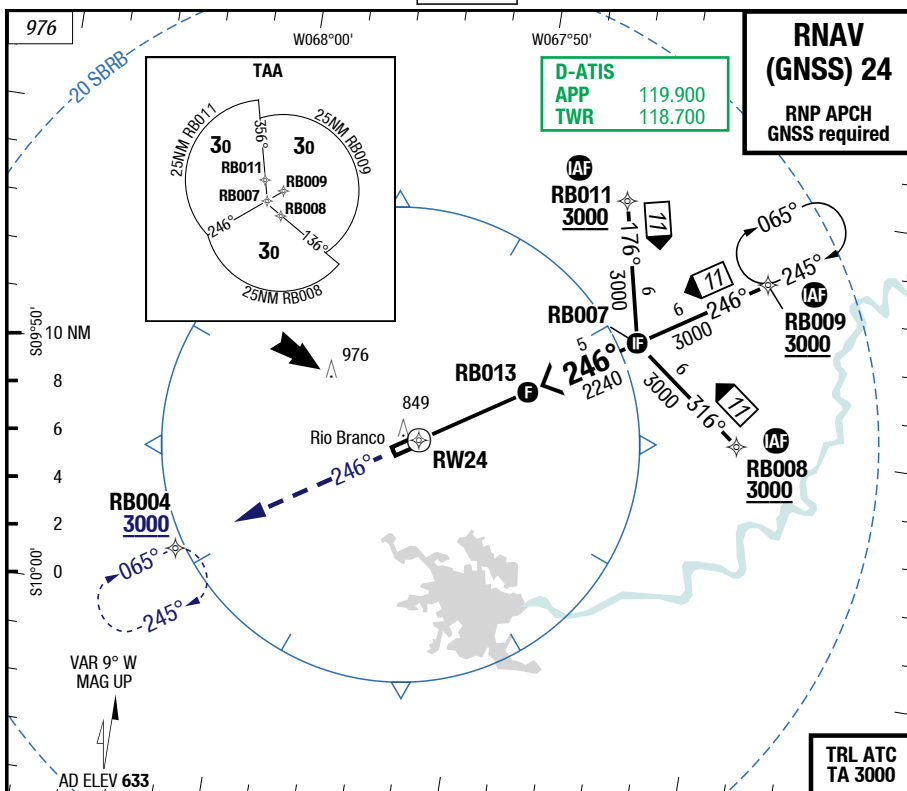 976
20 SBRB
W068°00'
W067°50'
RNAV
(GNSS) 24
RNP APCH
GNSS required
D-ATIS
APP 119.900
TWR 118.700
TAA
25NM RB011
25NM RB009
25NM RB008
30
30
30
356°
246°
136°
RB011
RB009
RB007
RB008
IAF
RB011
3000
11
176°
3000
6
065°
245°
11
6
246°
3000
IAF
RB009
3000
RB007
IF
5
246°
2240
6
3000
316°
11
IAF
RB008
3000
S09°50'
10 NM
8
6
4
2
0
S10°00'
976
RB013
F
849
Rio Branco
RW24
246°
RB004
3000
065°
245°
VAR 9° W
MAG UP
AD ELEV 633
TRL ATC
TA 3000